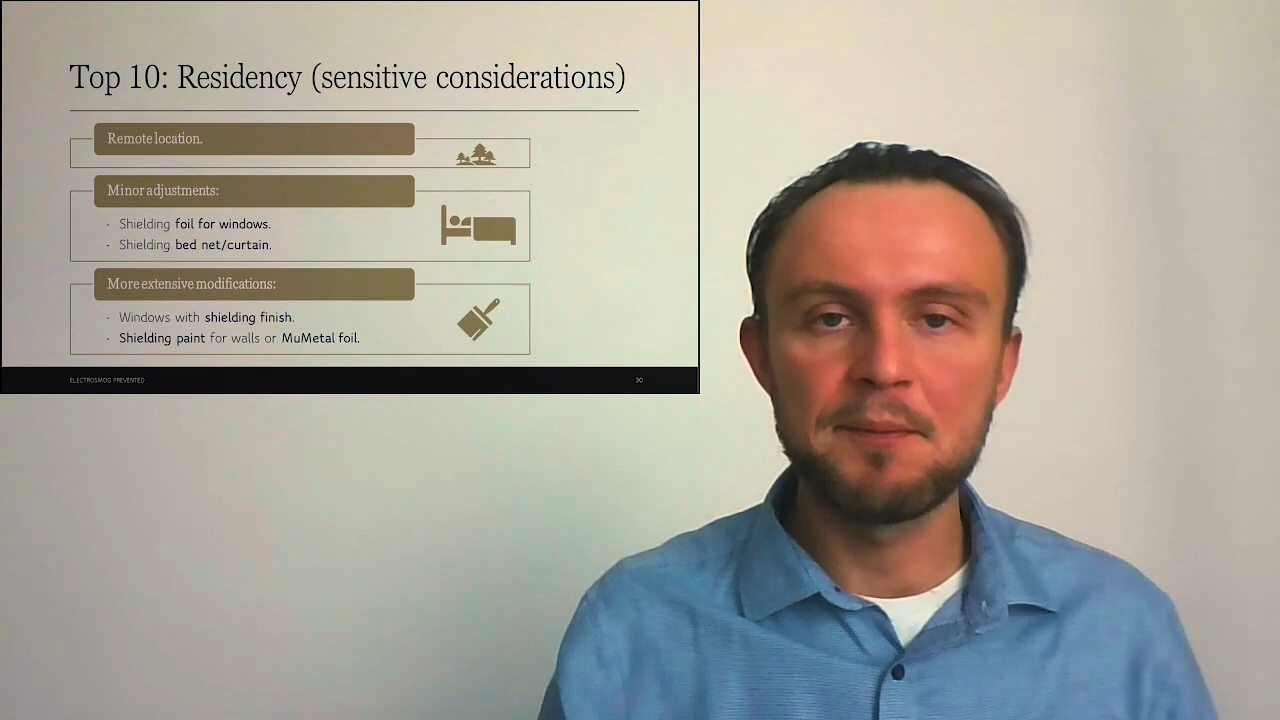 Top 10: Residency (sensitive considerations)
Remote location.
Minor adjustments:
· Shielding foil for windows.
· Shielding bed net/curtain.
More extensive modifications:
· Windows with shielding finish.
· Shielding paint for walls or MuMetal foil.
ELECTROSMOG PREVENTED
30